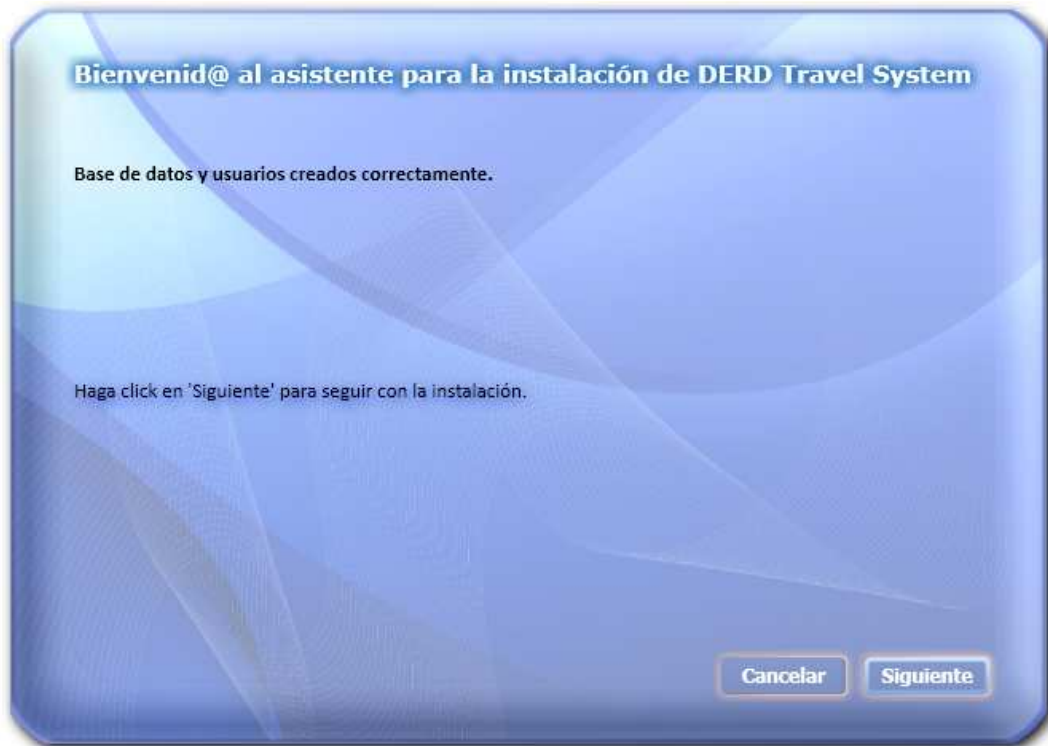 Bienvenid@ al asistente para la instalación de DERD Travel System
Base de datos y usuarios creados correctamente.
Haga click en 'Siguiente' para seguir con la instalación.
Cancelar
Siguiente